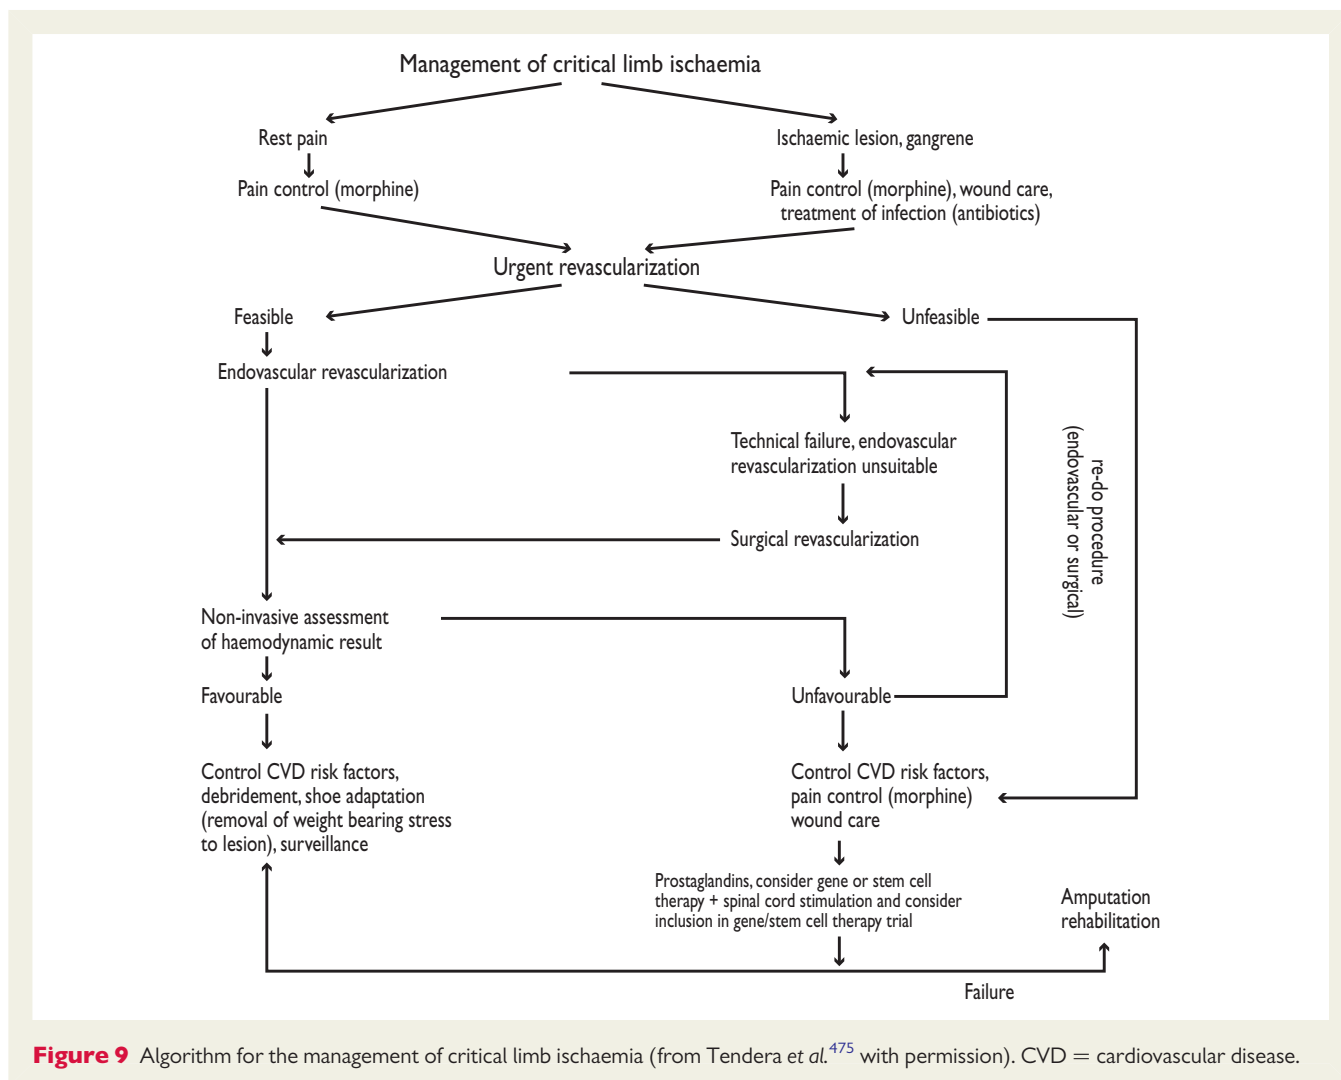 Management of critical limb ischaemia
Rest pain
Ischaemic lesion, gangrene
Pain control (morphine)
Pain control (morphine), wound care,
treatment of infection (antibiotics)
Urgent revascularization
Feasible
Unfeasible
Endovascular revascularization
Technical failure, endovascular
revascularization unsuitable
re-do procedure
(endovascular or surgical)
Surgical revascularization
Non-invasive assessment
of haemodynamic result
Favourable
Unfavourable
Control CVD risk factors,
debridement, shoe adaptation
(removal of weight bearing stress
to lesion), surveillance
Control CVD risk factors,
pain control (morphine)
wound care
Prostaglandins, consider gene or stem cell
therapy + spinal cord stimulation and consider
inclusion in gene/stem cell therapy trial
Amputation
rehabilitation
Failure
Figure 9 Algorithm for the management of critical limb ischaemia (from Tendera et al.475 with permission). CVD = cardiovascular disease.